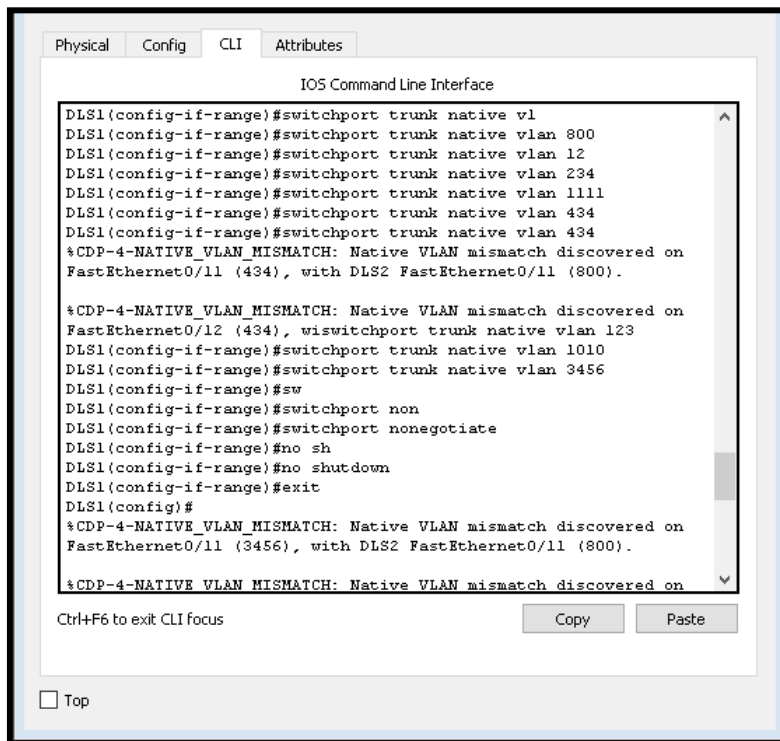 Physical Config CLI Attributes
IOS Command Line Interface
DLS1(config-if-range)#switchport trunk native vl
DLS1(config-if-range)#switchport trunk native vlan 800
DLS1(config-if-range)#switchport trunk native vlan 12
DLS1(config-if-range)#switchport trunk native vlan 234
DLS1(config-if-range)#switchport trunk native vlan 1111
DLS1(config-if-range)#switchport trunk native vlan 434
DLS1(config-if-range)#switchport trunk native vlan 434
%CDP-4-NATIVE_VLAN_MISMATCH: Native VLAN mismatch discovered on
FastEthernet0/11 (434), with DLS2 FastEthernet0/11 (800).
%CDP-4-NATIVE_VLAN_MISMATCH: Native VLAN mismatch discovered on
FastEthernet0/12 (434), wiswitchport trunk native vlan 123
DLS1(config-if-range)#switchport trunk native vlan 1010
DLS1(config-if-range)#switchport trunk native vlan 3456
DLS1(config-if-range)#sw
DLS1(config-if-range)#switchport non
DLS1(config-if-range)#switchport nonegotiate
DLS1(config-if-range)#no sh
DLS1(config-if-range)#no shutdown
DLS1(config-if-range)#exit
DLS1(config)#
%CDP-4-NATIVE_VLAN_MISMATCH: Native VLAN mismatch discovered on
FastEthernet0/11 (3456), with DLS2 FastEthernet0/11 (800).
%CDP-4-NATIVE_VLAN_MISMATCH: Native VLAN mismatch discovered on
Ctrl+F6 to exit CLI focus Copy Paste
Top